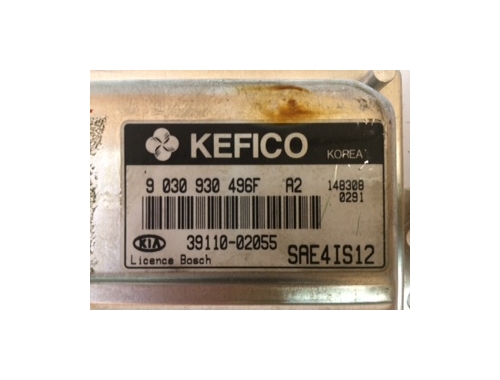 KEFICO KOREA
9 030 930 496F A2 148308
0291
39110-02055
KIA SAE4IS12
Licence Bosch